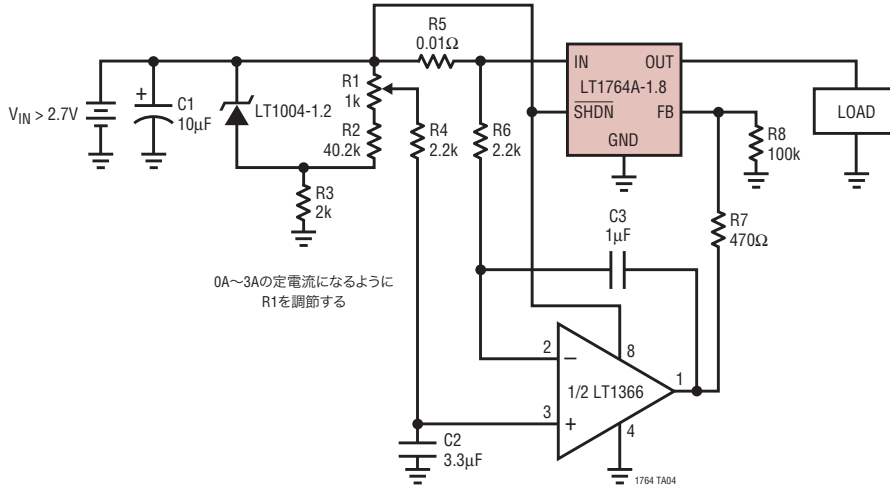 R5
0.01Ω
VIN > 2.7V
+
C1
10µF
LT1004-1.2
R1
1k
R2
40.2k
R3
2k
R4
2.2k
R6
2.2k
IN
OUT
LT1764A-1.8
SHDN
FB
GND
R8
100k
LOAD
R7
470Ω
C3
1µF
0A～3Aの定電流になるように
R1を調節する
2
−
8
1/2 LT1366
1
3
+
4
C2
3.3µF
1764 TA04